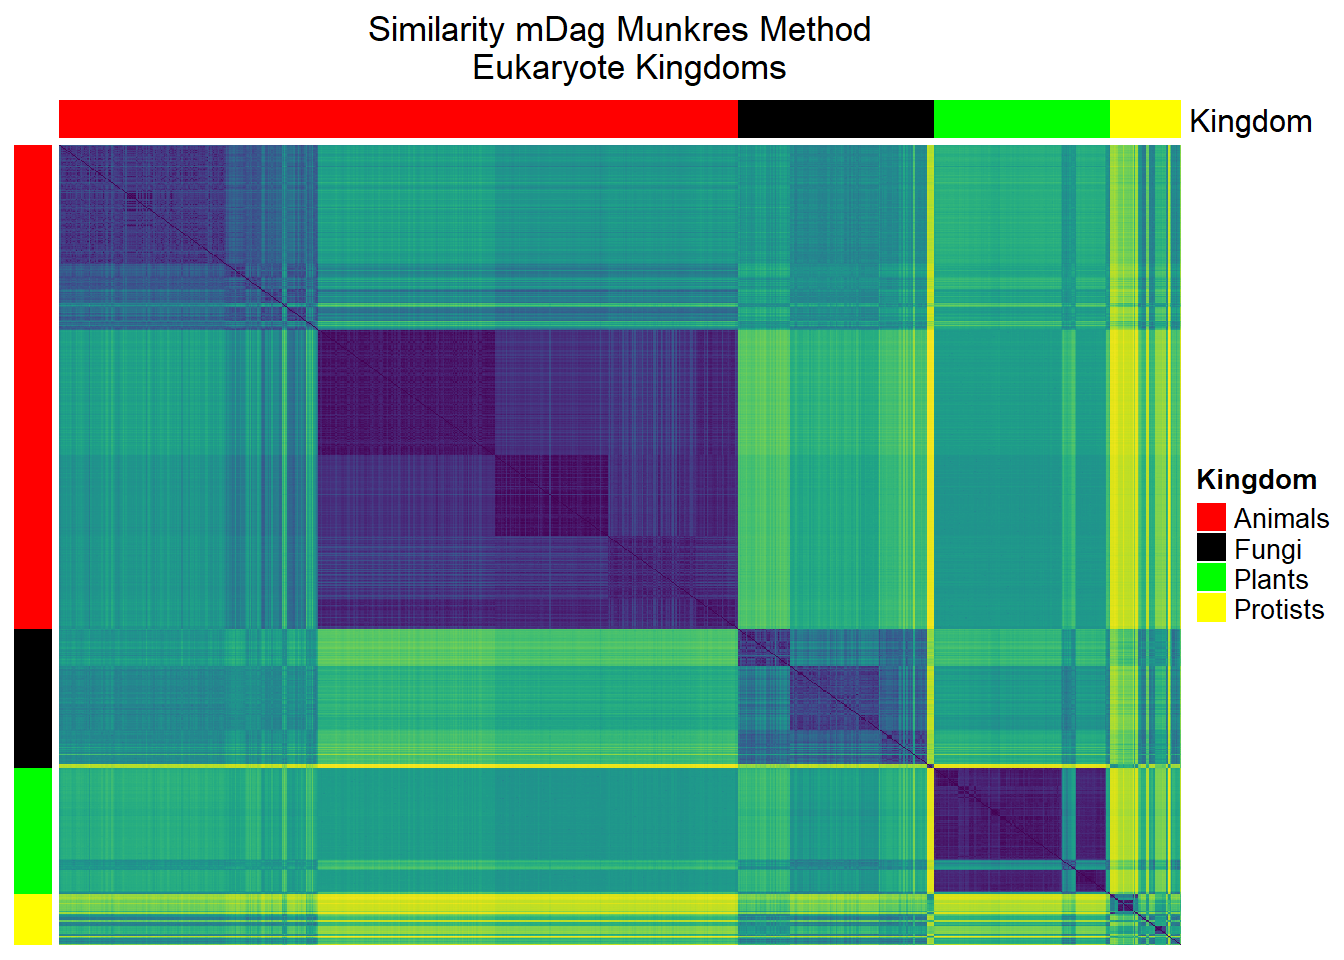 Similarity mDag Munkres Method
Eukaryote Kingdoms
Kingdom
Kingdom
Animals
Fungi
Plants
Protists